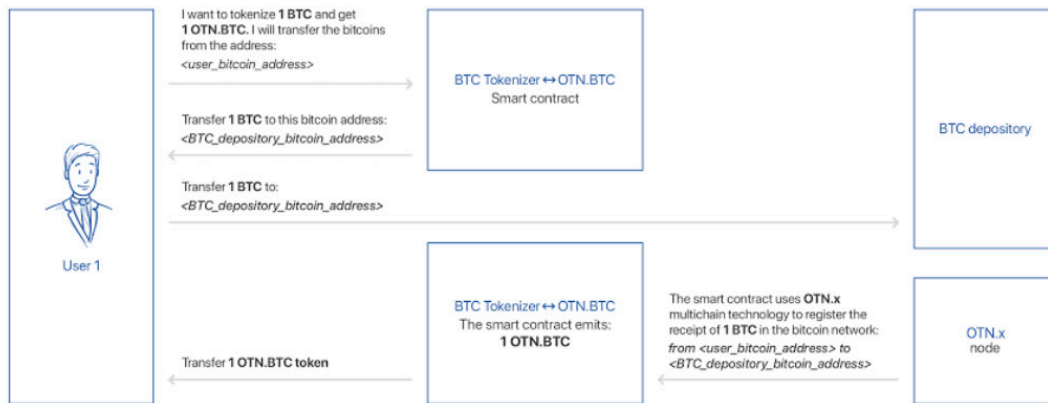 I want to tokenize 1 BTC and get
1 OTN.BTC. I will transfer the bitcoins
from the address:
<user_bitcoin_address>
BTC Tokenizer ↔ OTN.BTC
Smart contract
BTC depository
Transfer 1 BTC to this bitcoin address:
<BTC_depository_bitcoin_address>
Transfer 1 BTC to:
<BTC_depository_bitcoin_address>
User 1
BTC Tokenizer ↔ OTN.BTC
The smart contract emits:
1 OTN.BTC
The smart contract uses OTN.x
multichain technology to register the
receipt of 1 BTC in the bitcoin network:
from <user_bitcoin_address> to
<BTC_depository_bitcoin_address>
OTN.x
node
Transfer 1 OTN.BTC token